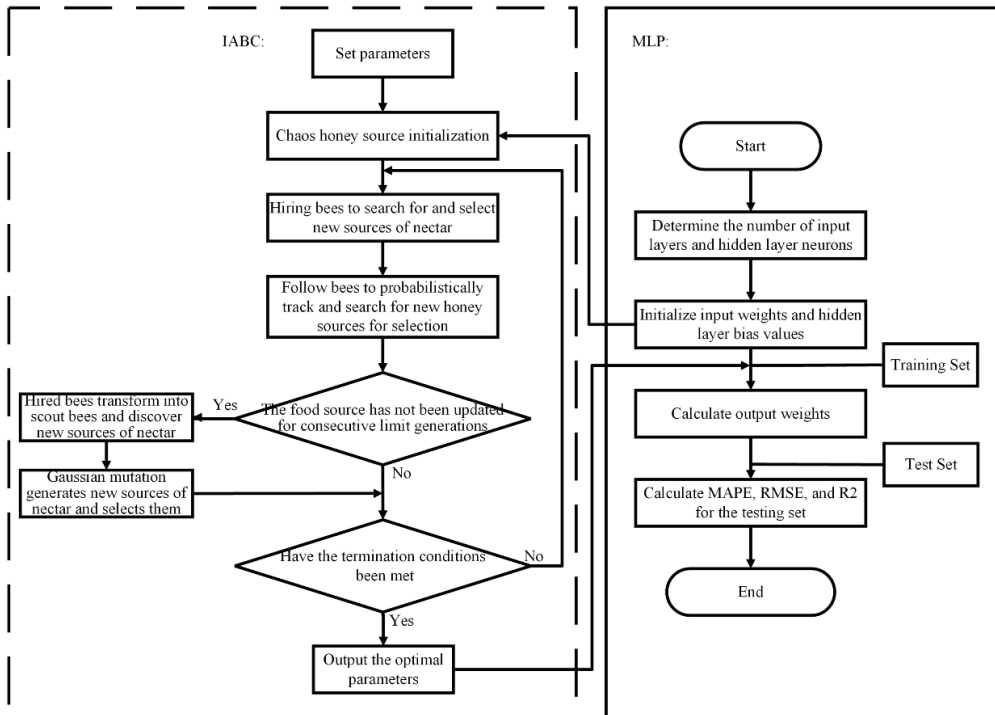 IABC:
Set parameters
Chaos honey source initialization
Hiring bees to search for and select
new sources of nectar
Follow bees to probabilistically
track and search for new honey
sources for selection
The food source has not been updated
for consecutive limit generations
Yes
Hired bees transform into
scout bees and discover
new sources of nectar
Gaussian mutation
generates new sources of
nectar and selects them
No
Have the termination conditions
been met
No
Yes
Output the optimal
parameters
MLP:
Start
Determine the number of input
layers and hidden layer neurons
Initialize input weights and hidden
layer bias values
Training Set
Calculate output weights
Test Set
Calculate MAPE, RMSE, and R2
for the testing set
End